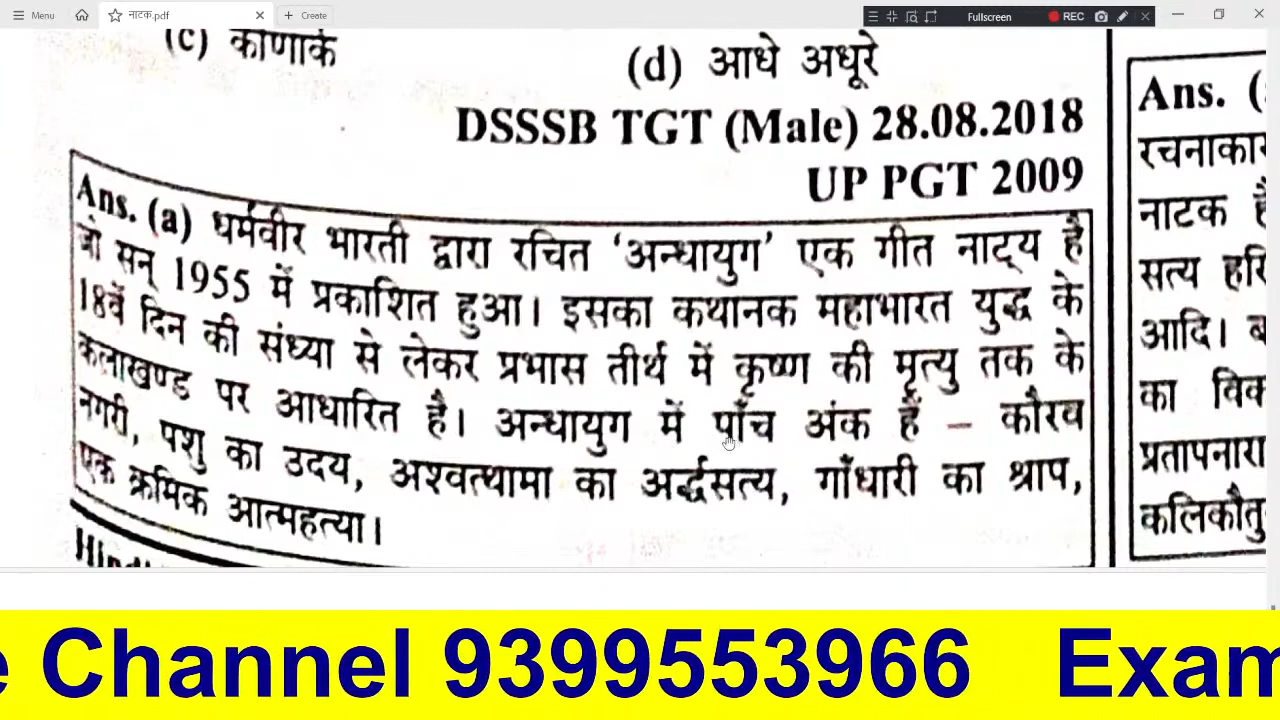 Menu
नाटक.pdf
Create
Fullscreen
REC
(c) कोणार्क
(d) आधे अधूरे
DSSSB TGT (Male) 28.08.2018
UP PGT 2009
Ans. (a) धर्मवीर भारती द्वारा रचित ‘अन्धायुग’ एक गीत नाट्य है
जो सन् 1955 में प्रकाशित हुआ। इसका कथानक महाभारत युद्ध के
18वें दिन की संध्या से लेकर प्रभास तीर्थ में कृष्ण की मृत्यु तक के
कलाखण्ड पर आधारित है। अन्धायुग में पाँच अंक हैं – कौरव
नगरी, पशु का उदय, अश्वत्थामा का अर्द्धसत्य, गाँधारी का श्राप,
एक क्रमिक आत्महत्या।
Ans. (
रचनाकार
नाटक है
सत्य हरि
आदि। ब
का विक
प्रतापनारा
कलिकौतु
Channel 9399553966 Exam